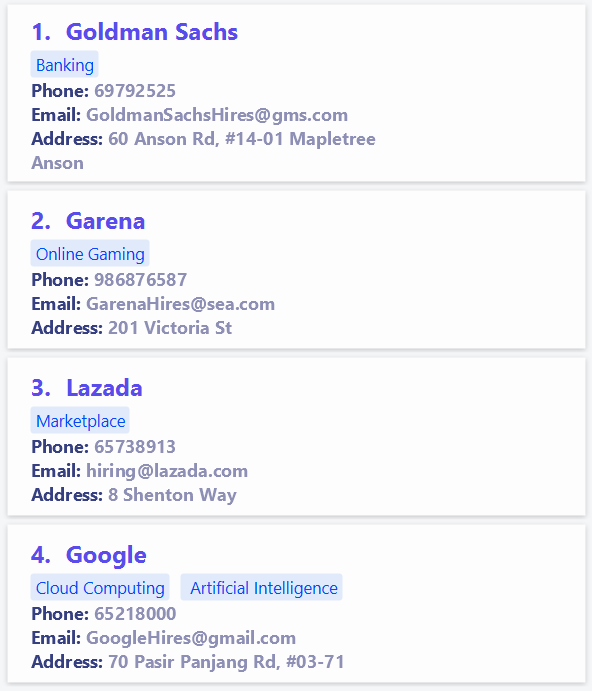 1. Goldman Sachs
Banking
Phone: 69792525
Email: GoldmanSachsHires@gms.com
Address: 60 Anson Rd, #14-01 Mapletree
Anson
2. Garena
Online Gaming
Phone: 986876587
Email: GarenaHires@sea.com
Address: 201 Victoria St
3. Lazada
Marketplace
Phone: 65738913
Email: hiring@lazada.com
Address: 8 Shenton Way
4. Google
Cloud Computing Artificial Intelligence
Phone: 65218000
Email: GoogleHires@gmail.com
Address: 70 Pasir Panjang Rd, #03-71